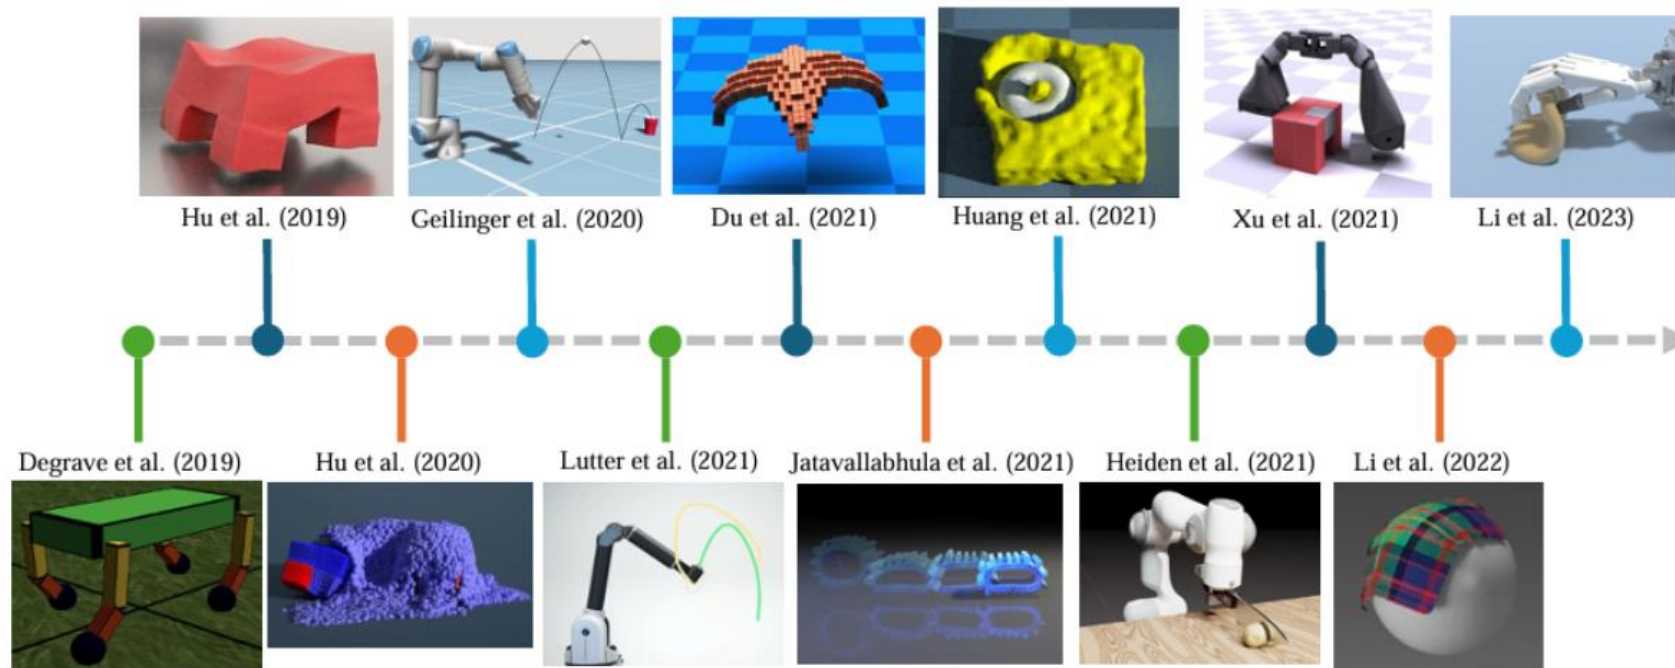 Hu et al. (2019)
Geilinger et al. (2020)
Du et al. (2021)
Huang et al. (2021)
Xu et al. (2021)
Li et al. (2023)
Degrave et al. (2019)
Hu et al. (2020)
Lutter et al. (2021)
Jatavallabhula et al. (2021)
Heiden et al. (2021)
Li et al. (2022)